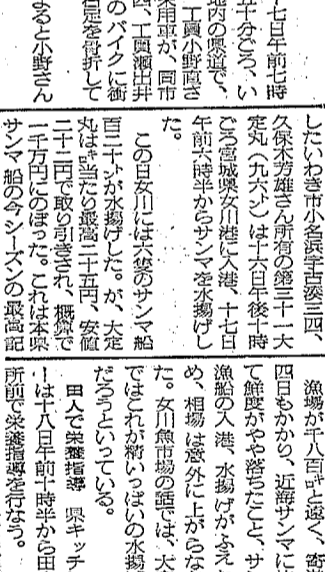 十七日午前七時
五十分ごろ、い
地内の県道で、
工員小野直さ
乗用車が、同市
四、工員瀬出井
のバイクに衝
右足を骨折して
よると小野さん
したいわき市小名浜字古湊三四、
久保木芳雄さん所有の第三十一大
定丸(九六㌧)は十六日午後十時
ごろ宮城県女川港に入港、十七日
午前六時半からサンマを水揚げし
た。
この日女川には六隻のサンマ船
百二十㌧が水揚げした。が、大定
丸は㌔当たり最高二十五円、安値
二十二円で取り引きされ、概算で
一千万円にのぼった。これは本県
サンマ船の今シーズンの最高記
漁場が千八百㌔と遠く、寄港
四日もかかり、近海サンマに
て鮮度がやや落ちたこと、サ
漁船の入港、水揚げがふえ
め、相場は意外に上がらな
た。女川魚市場の話では、大
ではこれが精いっぱいの水揚
だろうといっている。
田人で栄養指導 県キッチ
ーは十八日午前十時半から田
所前で栄養指導を行なう。